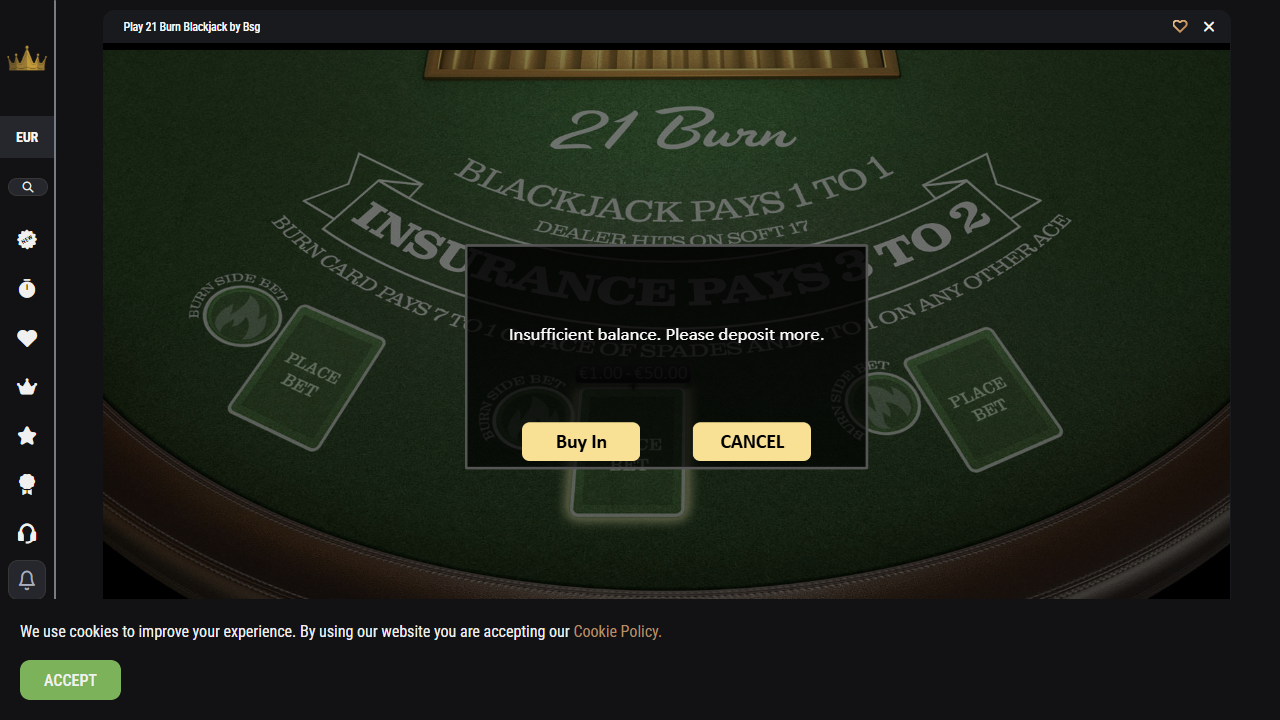 Play 21 Burn Blackjack by Bsg
EUR
NEW
21 Burn
BLACKJACK PAYS 1 TO 1
DEALER HITS ON SOFT 17
INSURANCE PAYS 3 TO 2
BURN CARD PAYS 7 TO 1 ON ACE OF SPADES AND TO 1 ON ANY OTHER ACE
BURN SIDE BET
PLACE
BET
Insufficient balance. Please deposit more.
€1.00 - €50.00
BURN SIDE BET
PLACE
BET
BURN SIDE BET
PLACE
BET
Buy In
CANCEL
We use cookies to improve your experience. By using our website you are accepting our Cookie Policy.
ACCEPT